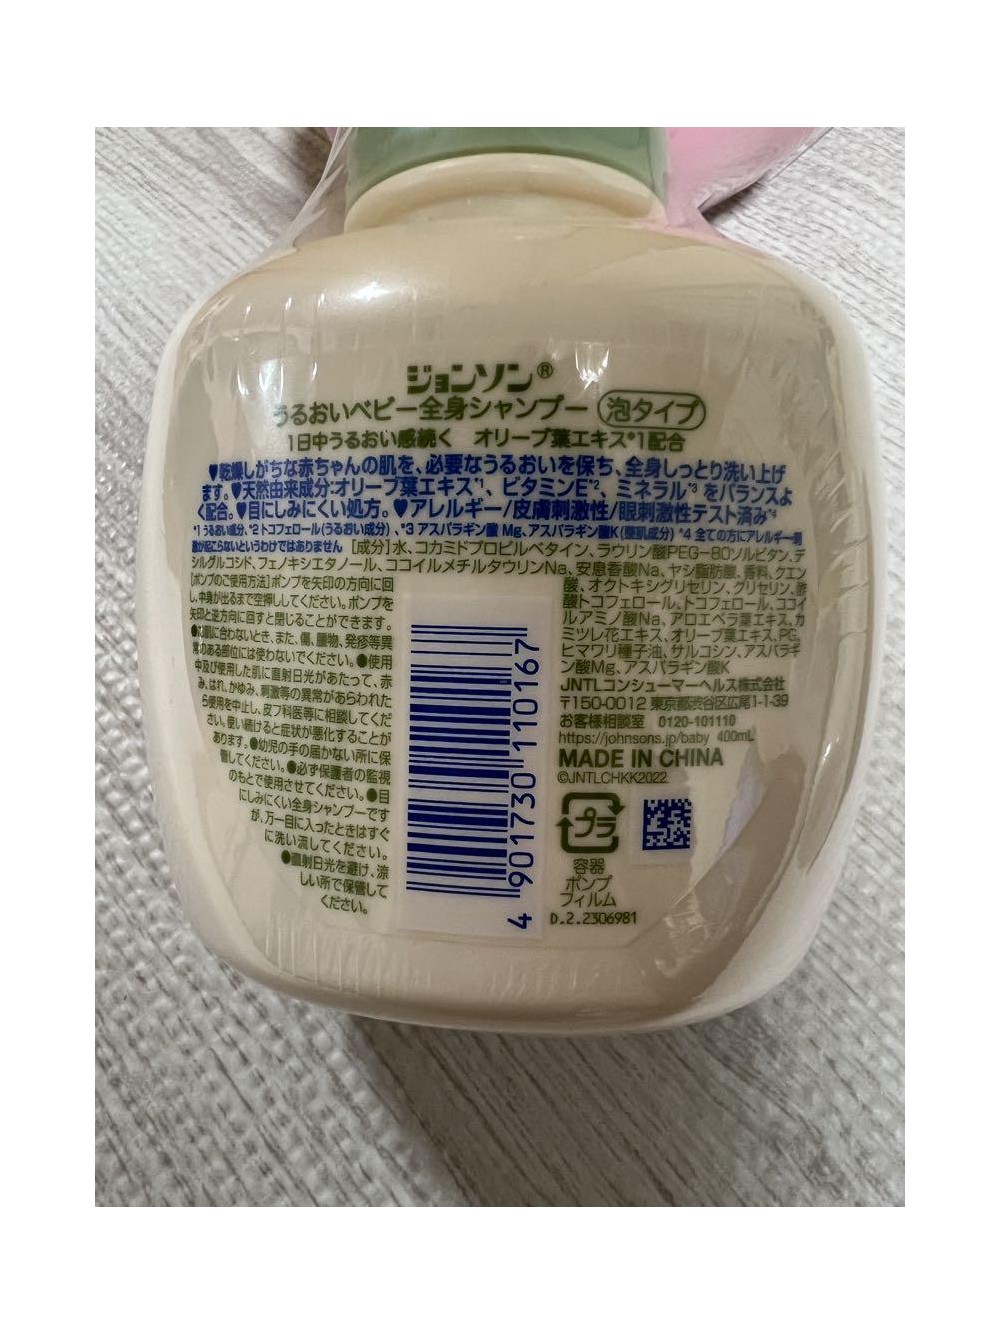 ジョンソン®
うるおいベビー全身シャンプー 泡タイプ
1日中うるおい感続く オリーブ葉エキス*1配合
♥乾燥しがちな赤ちゃんの肌を、必要なうるおいを保ち、全身しっとり洗い上げ
ます。♥天然由来成分:オリーブ葉エキス*1、ビタミンE*2、ミネラル*3 をバランスよ
く配合。♥目にしみにくい処方。♥アレルギー/皮膚刺激性/眼刺激性テスト済み*4
*1 うるおい成分、*2 トコフェロール(うるおい成分)、*3 アスパラギン酸 Mg、アスパラギン酸K(整肌成分) *4 全ての方にアレルギー・刺
激が起こらないというわけではありません [成分]水、コカミドプロピルベタイン、ラウリン酸PEG-80ソルビタン、デ
シルグルコシド、フェノキシエタノール、ココイルメチルタウリンNa、安息香酸Na、ヤシ脂肪酸、香料、クエン
酸、オクトキシグリセリン、グリセリン、酢
酸トコフェロール、トコフェロール、ココイ
ルアミノ酸Na、アロエベラ葉エキス、カ
ミツレ花エキス、オリーブ葉エキス、PG、
ヒマワリ種子油、サルコシン、アスパラギ
ン酸Mg、アスパラギン酸K
[ポンプのご使用方法]ポンプを矢印の方向に回
し、中身が出るまで空押ししてください。ポンプを
矢印と逆方向に回すと閉じることができます。
●お肌に合わないとき、また、傷、腫物、発疹等異
常のある部位には使わないでください。●使用
中及び使用した肌に直射日光があたって、赤
み、はれ、かゆみ、刺激等の異常があらわれた
ら使用を中止し、皮フ科医等に相談してくだ
さい。使い続けると症状が悪化することが
あります。●幼児の手の届かない所に保
管してください。●必ず保護者の監視
のもとで使用させてください。●目
にしみにくい全身シャンプーです
が、万一目に入ったときはすぐ
に洗い流してください。
●直射日光を避け、涼
しい所で保管して
ください。
4 901730 110167
JNTLコンシューマーヘルス株式会社
〒150-0012 東京都渋谷区広尾1-1-39
お客様相談室 0120-101110
https://johnsons.jp/baby 400mL
MADE IN CHINA
©JNTLCHKK2022
プラ
容器
ポンプ
フィルム
D.2.2306981